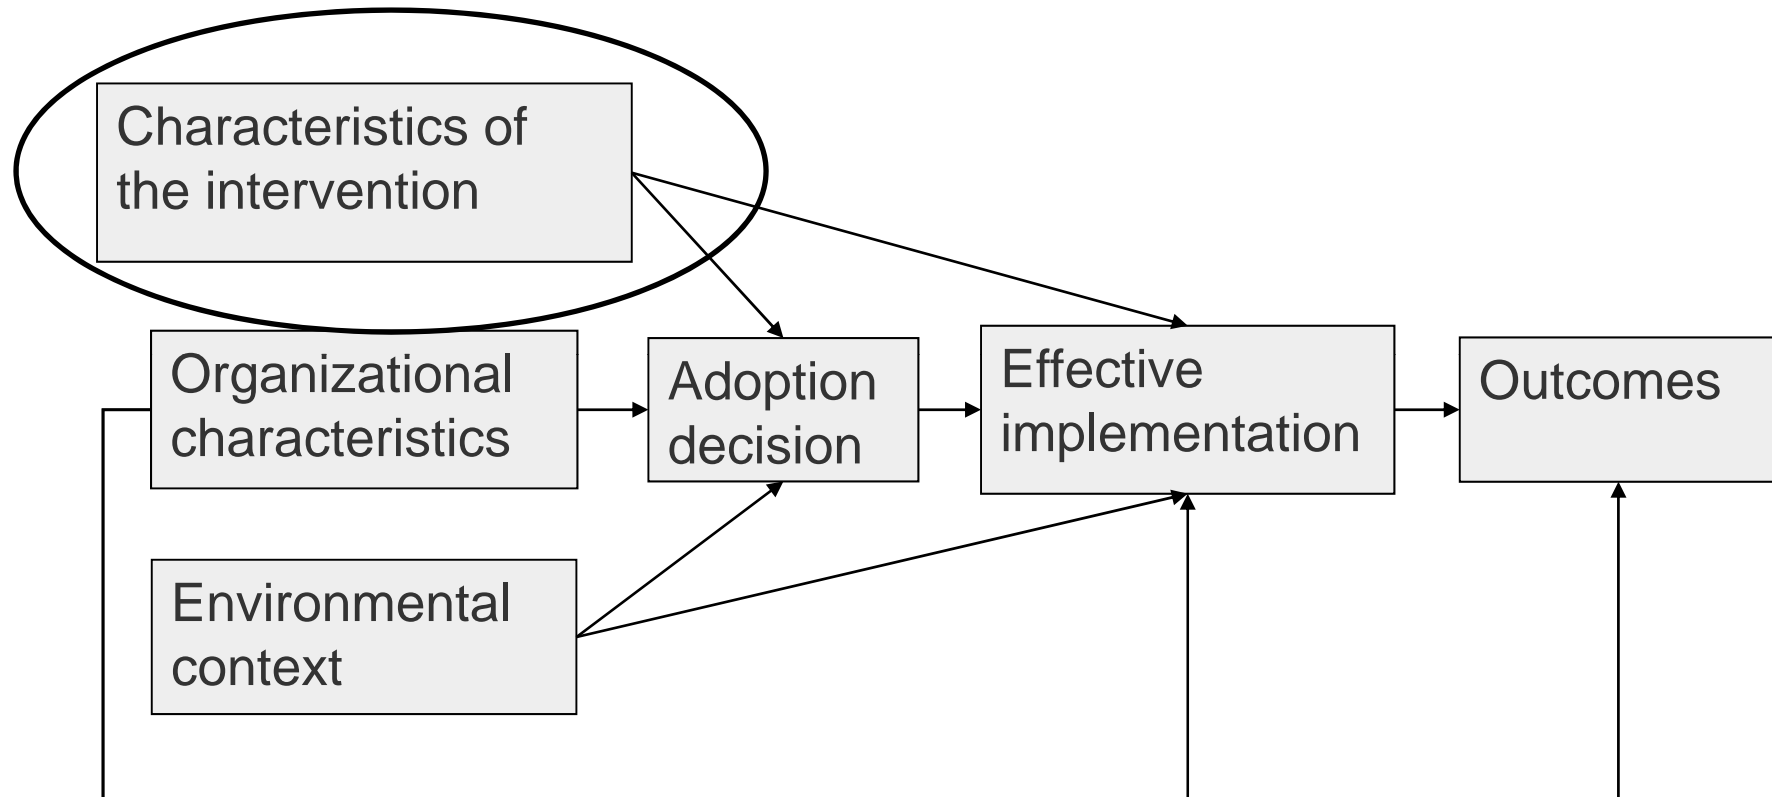 Characteristics of
the intervention
Organizational
characteristics
Adoption
decision
Effective
implementation
Outcomes
Environmental
context